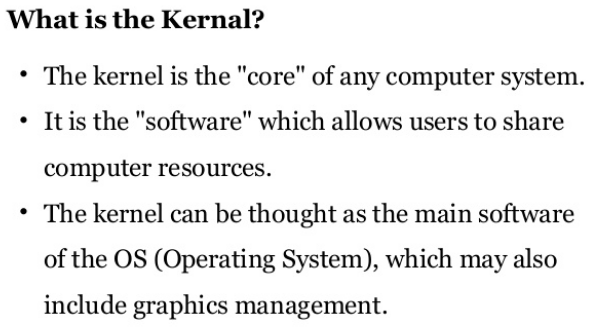 What is the Kernal?
• The kernel is the "core" of any computer system.
• It is the "software" which allows users to share
computer resources.
• The kernel can be thought as the main software
of the OS (Operating System), which may also
include graphics management.